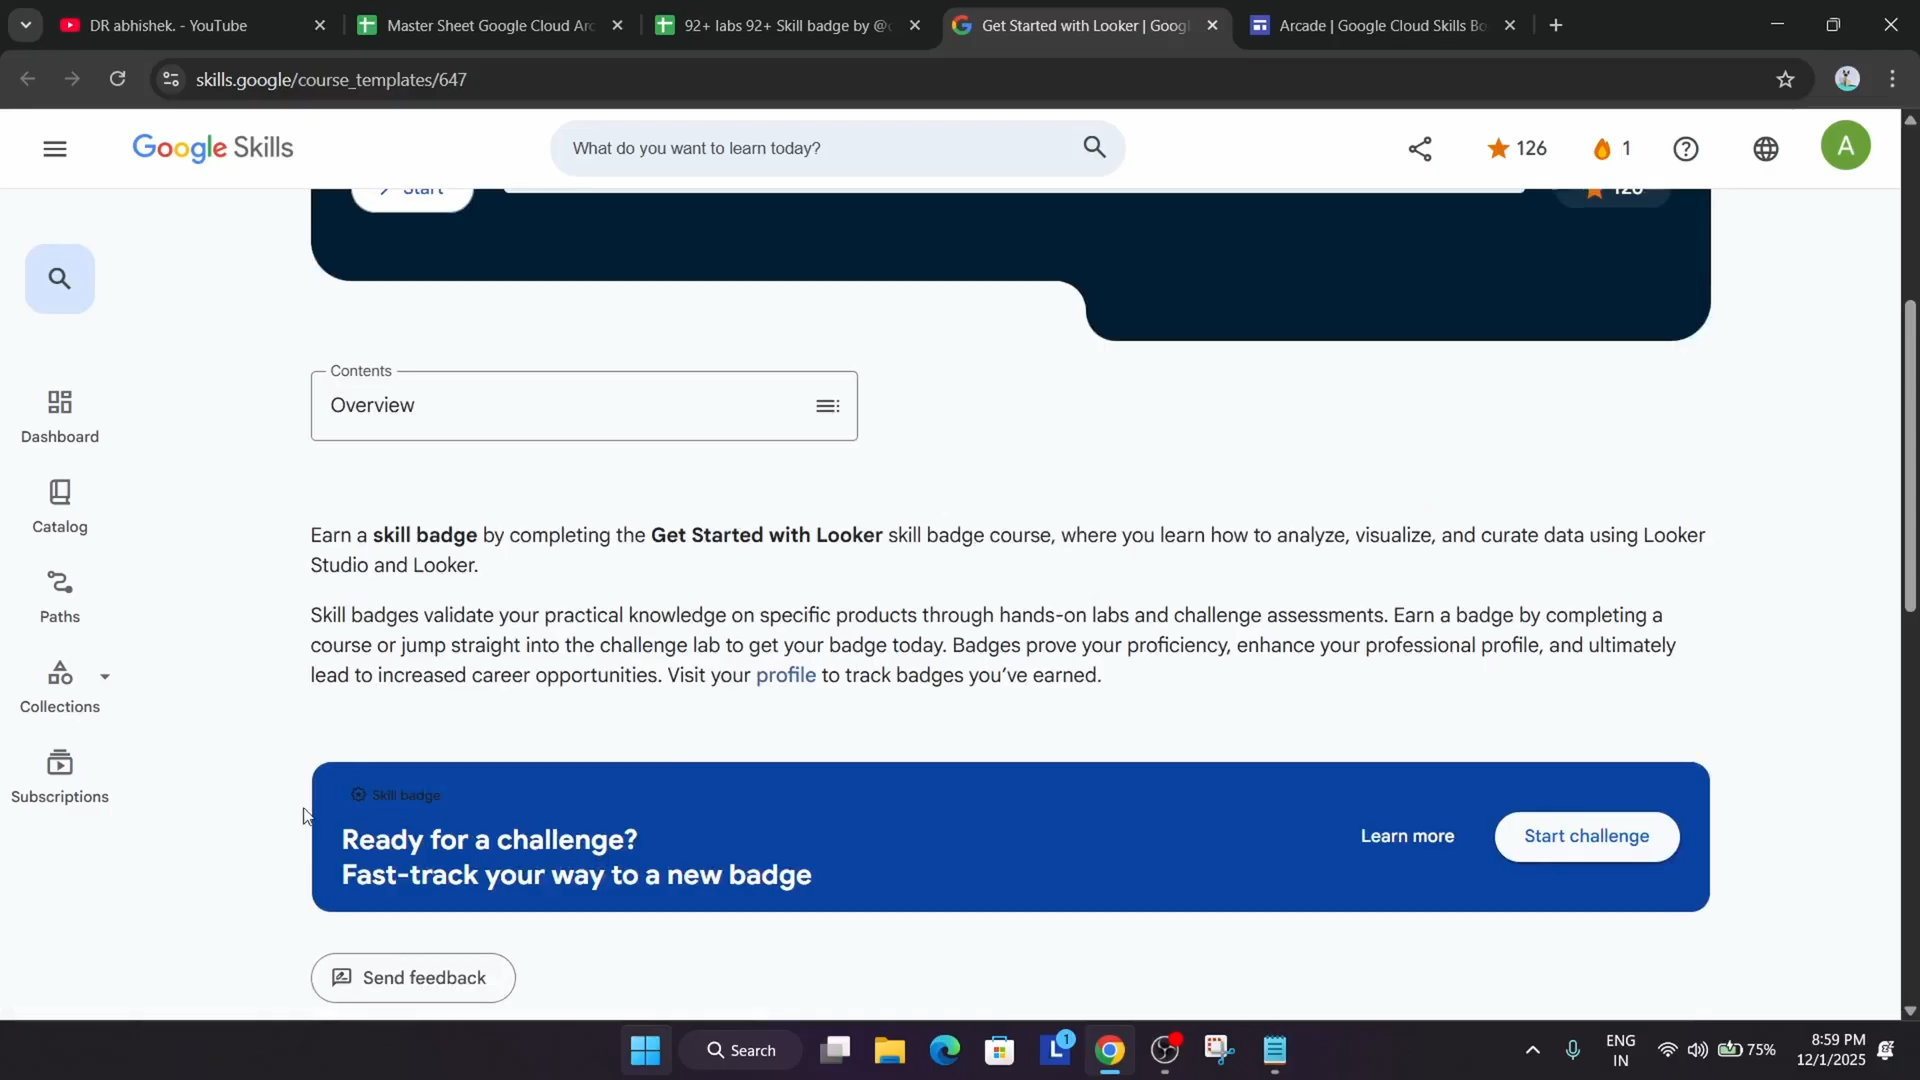 DR abhishek. - YouTube
Master Sheet Google Cloud Arc
92+ labs 92+ Skill badge by @
Get Started with Looker | Goog
Arcade | Google Cloud Skills Bo
skills.google/course_templates/647
Google Skills
What do you want to learn today?
126
1
A
Start
126
Dashboard
Catalog
Paths
Collections
Subscriptions
Contents
Overview
Earn a skill badge by completing the Get Started with Looker skill badge course, where you learn how to analyze, visualize, and curate data using Looker
Studio and Looker.
Skill badges validate your practical knowledge on specific products through hands-on labs and challenge assessments. Earn a badge by completing a
course or jump straight into the challenge lab to get your badge today. Badges prove your proficiency, enhance your professional profile, and ultimately
lead to increased career opportunities. Visit your profile to track badges you've earned.
Skill badge
Ready for a challenge?
Fast-track your way to a new badge
Learn more
Start challenge
Send feedback
Search
L
1
ENG
IN
75%
8:59 PM
12/1/2025